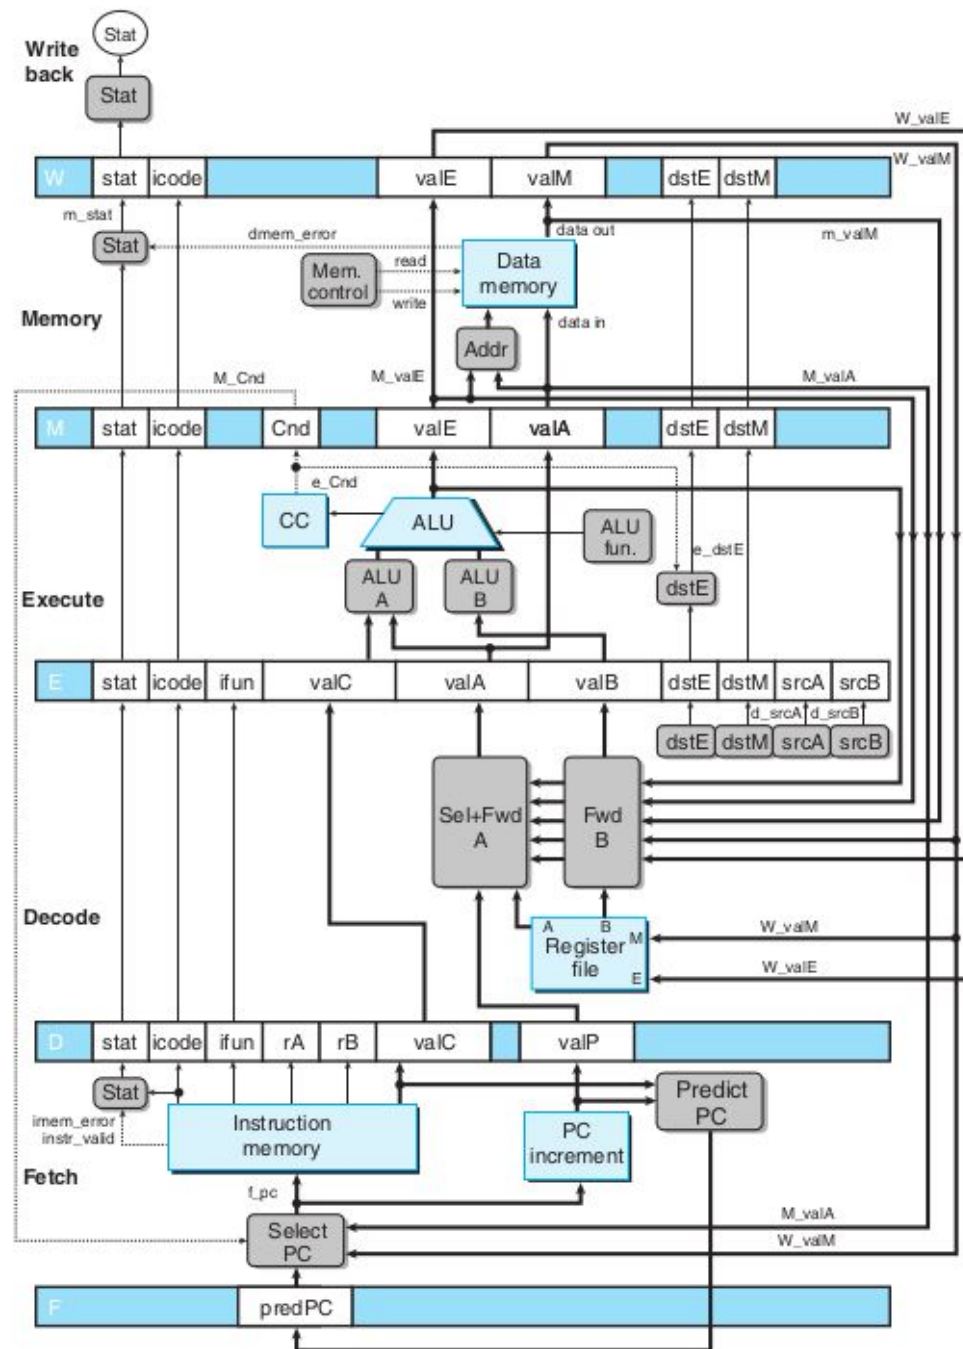 Stat
Write
back
Stat
W_valE
W_valM
W stat icode valE valM dstE dstM
m_stat
Stat
dmem_error
data out
m_valM
Mem.
control
read
write
Data
memory
Memory
data in
Addr
M_Cnd
M_valE
M_valA
M stat icode Cnd valE valA dstE dstM
e_Cnd
CC
ALU
ALU
fun.
e_dstE
ALU
A
ALU
B
dstE
Execute
E stat icode ifun valC valA valB dstE dstM srcA srcB
d_srcA d_srcB
dstE dstM srcA srcB
Sel+Fwd
A
Fwd
B
Decode
A B
Register
file
M
E
W_valM
W_valE
D stat icode ifun rA rB valC valP
Stat
imem_error
instr_valid
Instruction
memory
PC
increment
Predict
PC
Fetch
f_pc
Select
PC
M_valA
W_valM
F predPC